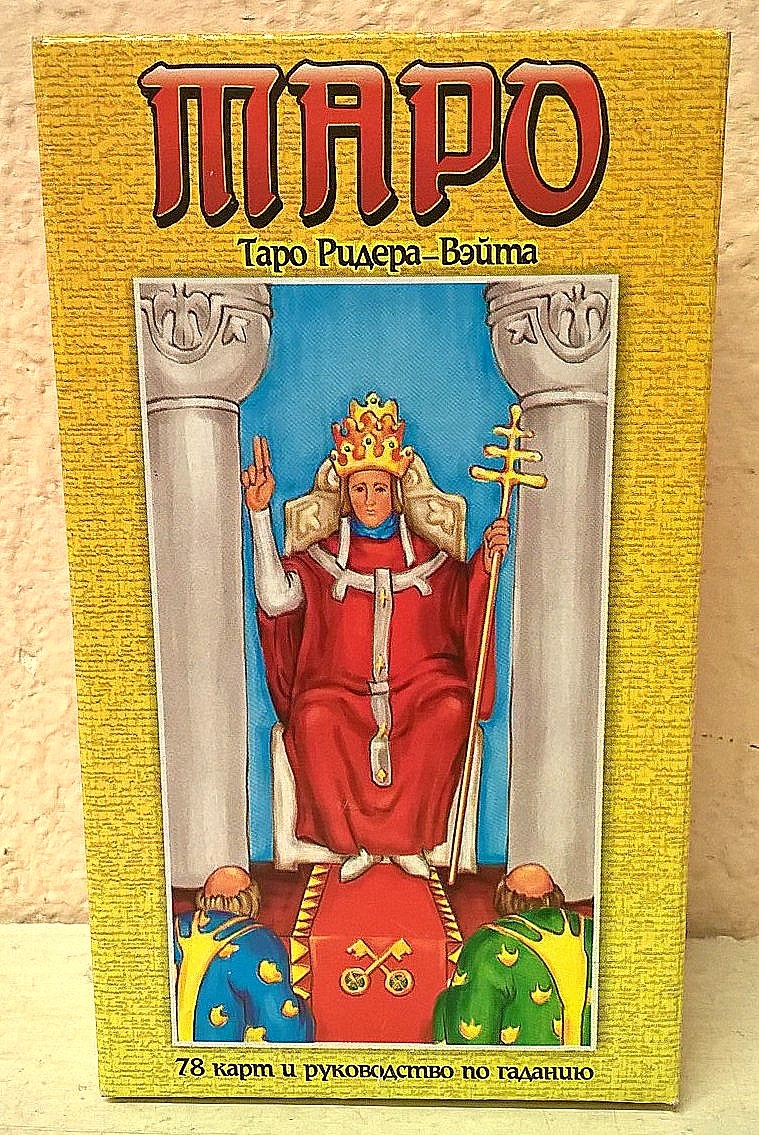 ТАРО
Таро Ридера-Вэйта
78 карт и руководство по гаданию